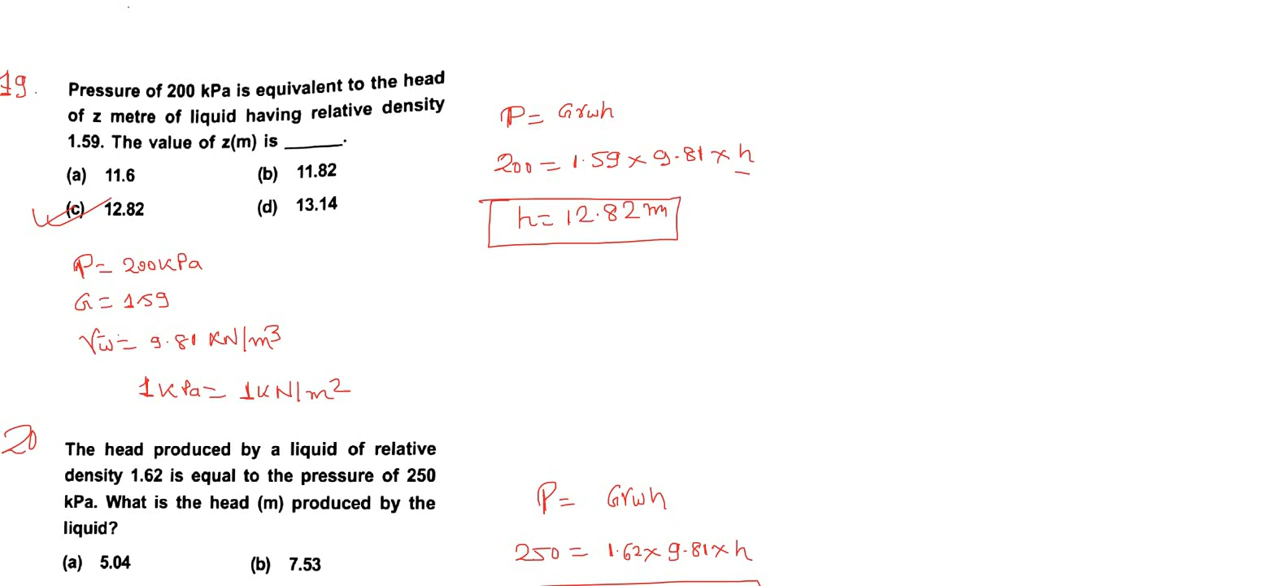 19.
Pressure of 200 kPa is equivalent to the head
of z metre of liquid having relative density
1.59. The value of z(m) is ______.
(a) 11.6 (b) 11.82
(c) 12.82 (d) 13.14
P = Gγwh
200 = 1.59 × 9.81 × h
h = 12.82 m
P = 200KPa
G = 1.59
γw = 9.81 KN/m³
1KPa = 1KN/m²
20
The head produced by a liquid of relative
density 1.62 is equal to the pressure of 250
kPa. What is the head (m) produced by the
liquid?
(a) 5.04 (b) 7.53
P = Gγwh
250 = 1.62 × 9.81 × h